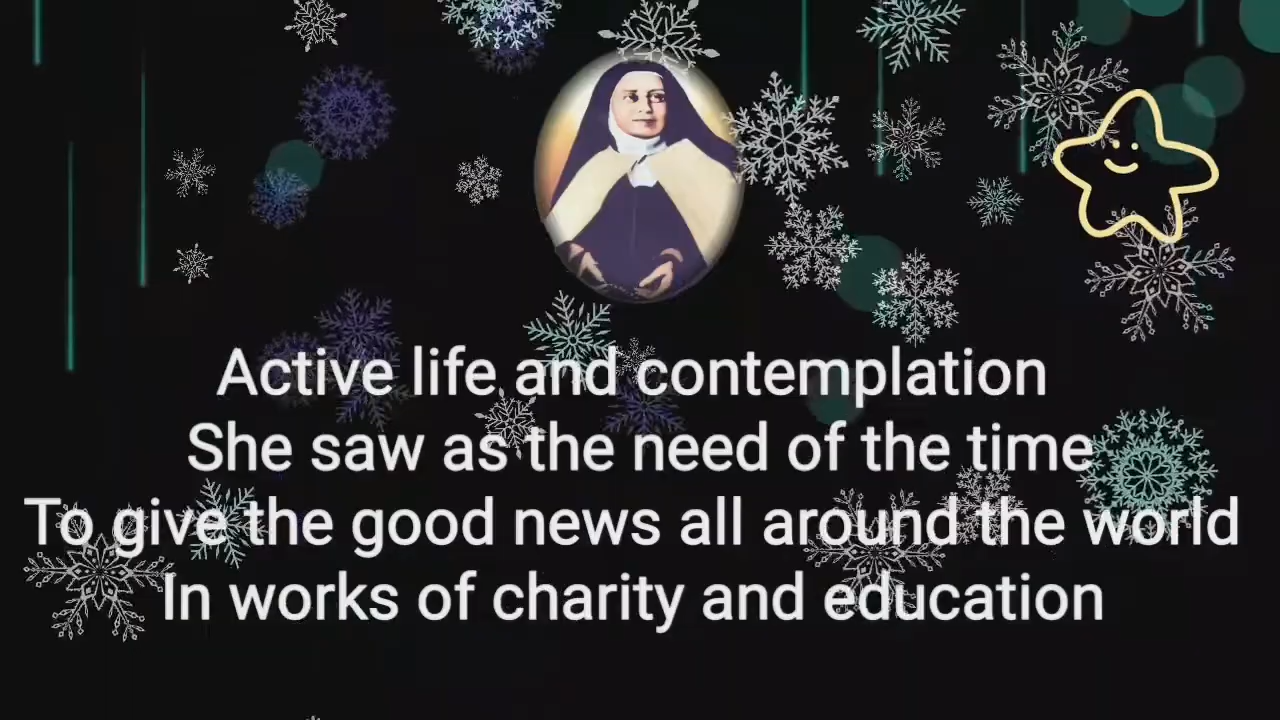 Active life and contemplation
She saw as the need of the time
To give the good news all around the world
In works of charity and education